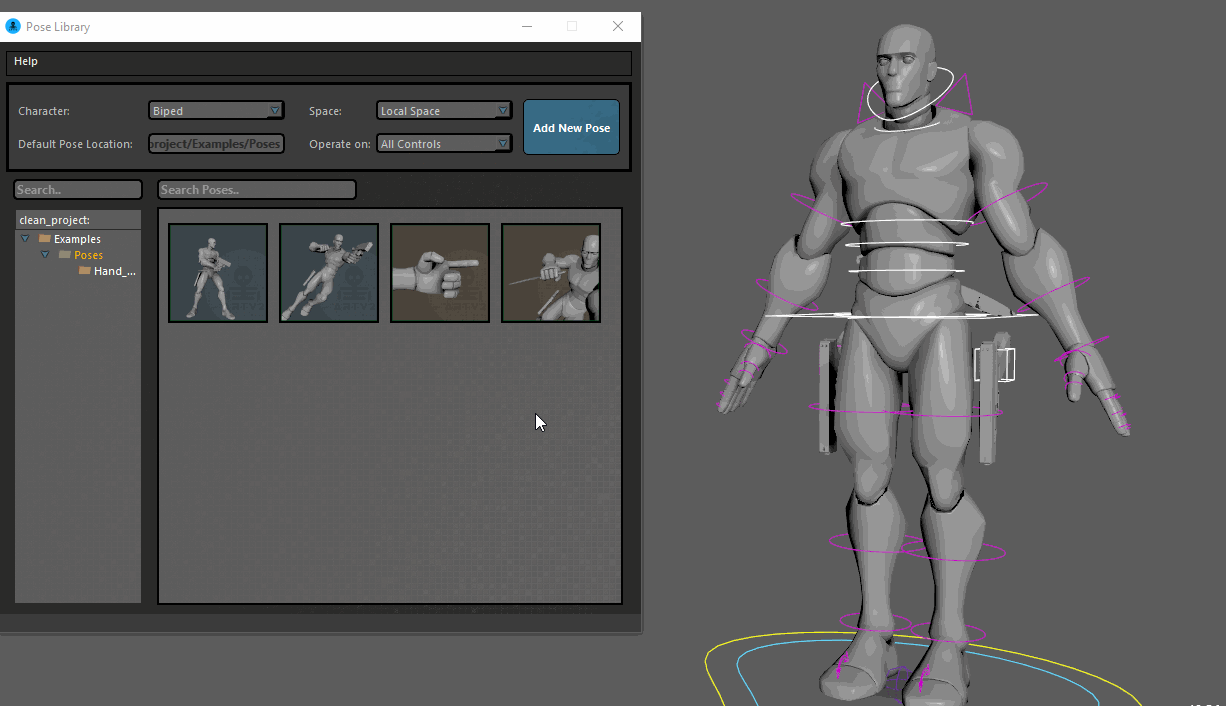 Pose Library
Help
Character:
Biped
Space:
Local Space
Add New Pose
Default Pose Location:
project/Examples/Poses
Operate on:
All Controls
Search..
Search Poses..
clean_project:
Examples
Poses
Hand_...